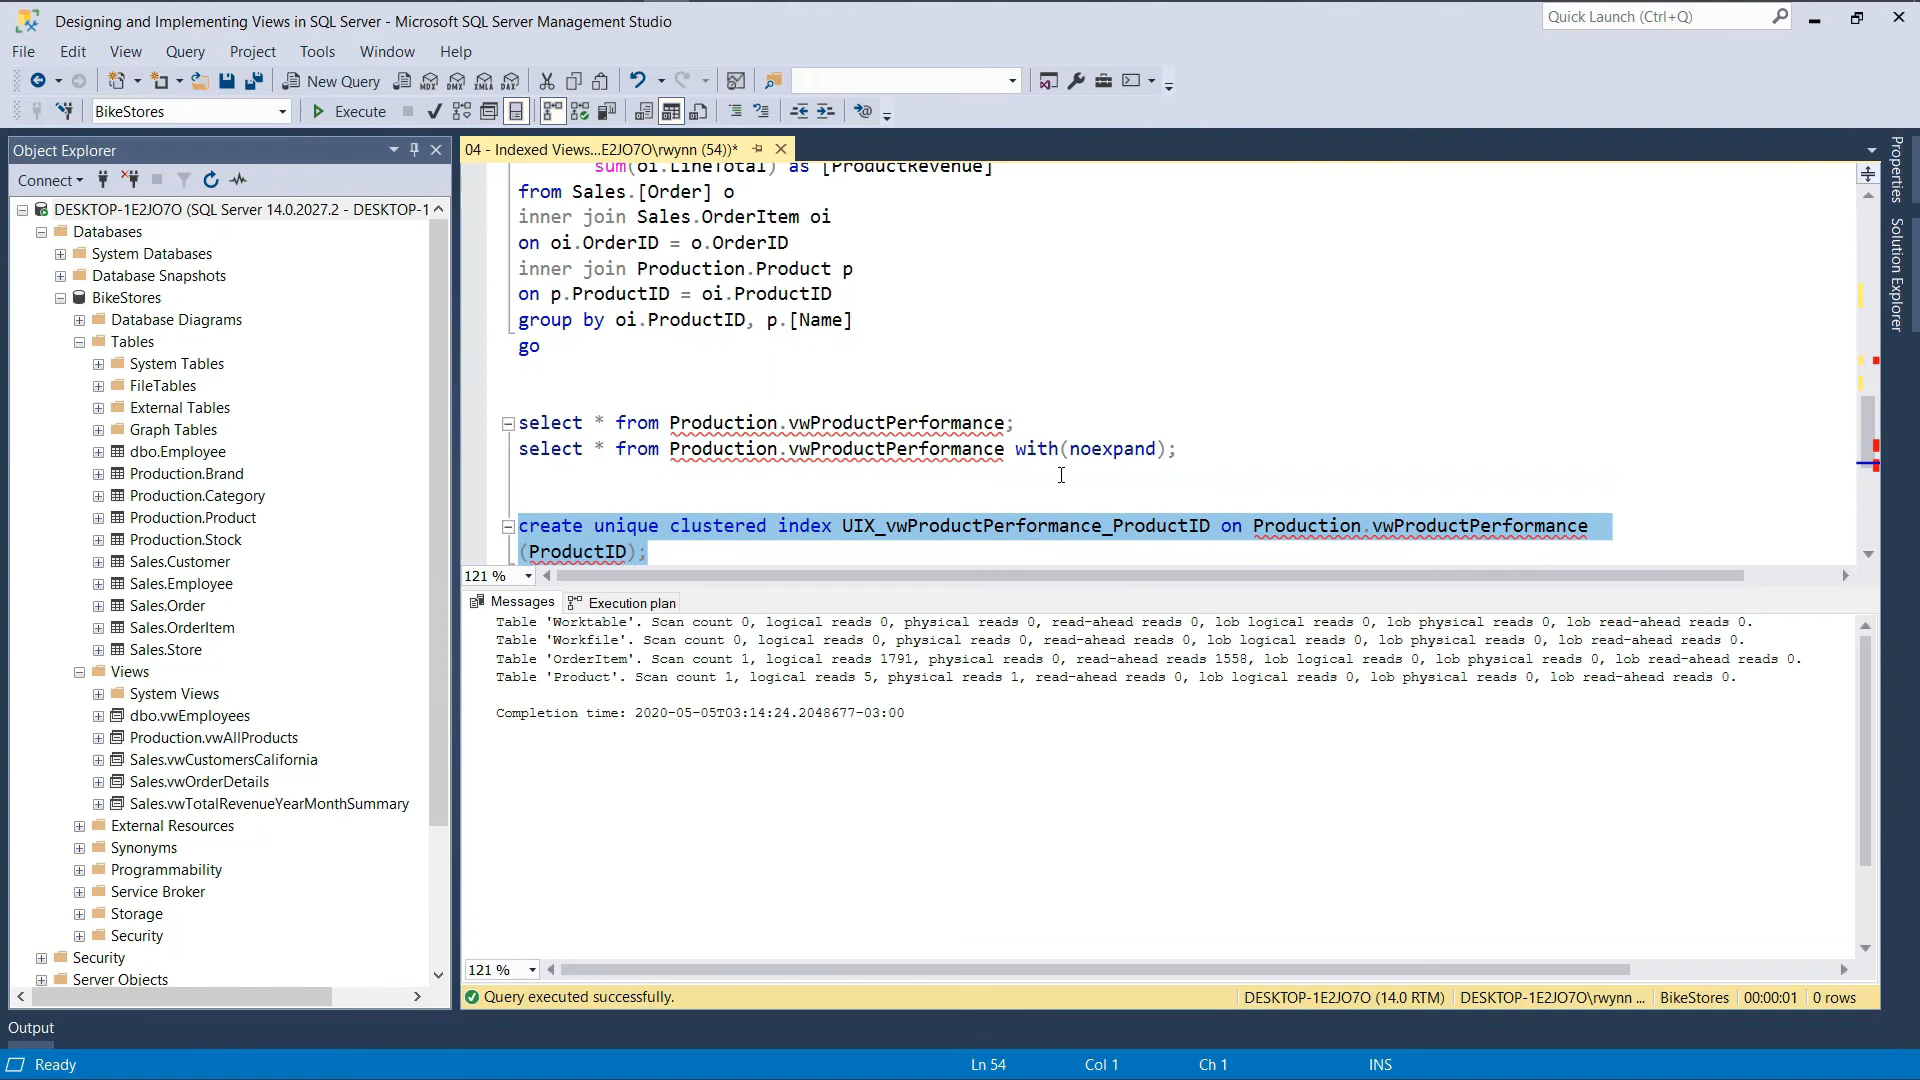 Designing and Implementing Views in SQL Server - Microsoft SQL Server Management Studio
Quick Launch (Ctrl+Q)
File Edit View Query Project Tools Window Help
New Query
MDX DMX XMLA DAX
BikeStores
Execute
Object Explorer
04 - Indexed Views...E2JO7O\rwynn (54))*
Properties
Solution Explorer
Connect
DESKTOP-1E2JO7O (SQL Server 14.0.2027.2 - DESKTOP-1
Databases
System Databases
Database Snapshots
BikeStores
Database Diagrams
Tables
System Tables
FileTables
External Tables
Graph Tables
dbo.Employee
Production.Brand
Production.Category
Production.Product
Production.Stock
Sales.Customer
Sales.Employee
Sales.Order
Sales.OrderItem
Sales.Store
Views
System Views
dbo.vwEmployees
Production.vwAllProducts
Sales.vwCustomersCalifornia
Sales.vwOrderDetails
Sales.vwTotalRevenueYearMonthSummary
External Resources
Synonyms
Programmability
Service Broker
Storage
Security
Security
Server Objects
sum(oi.LineTotal) as [ProductRevenue]
from Sales.[Order] o
inner join Sales.OrderItem oi
on oi.OrderID = o.OrderID
inner join Production.Product p
on p.ProductID = oi.ProductID
group by oi.ProductID, p.[Name]
go
select * from Production.vwProductPerformance;
select * from Production.vwProductPerformance with(noexpand);
create unique clustered index UIX_vwProductPerformance_ProductID on Production.vwProductPerformance
(ProductID);
121 %
Messages Execution plan
Table 'Worktable'. Scan count 0, logical reads 0, physical reads 0, read-ahead reads 0, lob logical reads 0, lob physical reads 0, lob read-ahead reads 0.
Table 'Workfile'. Scan count 0, logical reads 0, physical reads 0, read-ahead reads 0, lob logical reads 0, lob physical reads 0, lob read-ahead reads 0.
Table 'OrderItem'. Scan count 1, logical reads 1791, physical reads 0, read-ahead reads 1558, lob logical reads 0, lob physical reads 0, lob read-ahead reads 0.
Table 'Product'. Scan count 1, logical reads 5, physical reads 1, read-ahead reads 0, lob logical reads 0, lob physical reads 0, lob read-ahead reads 0.
Completion time: 2020-05-05T03:14:24.2048677-03:00
121 %
Query executed successfully. DESKTOP-1E2JO7O (14.0 RTM) DESKTOP-1E2JO7O\rwynn ... BikeStores 00:00:01 0 rows
Output
Ready Ln 54 Col 1 Ch 1 INS